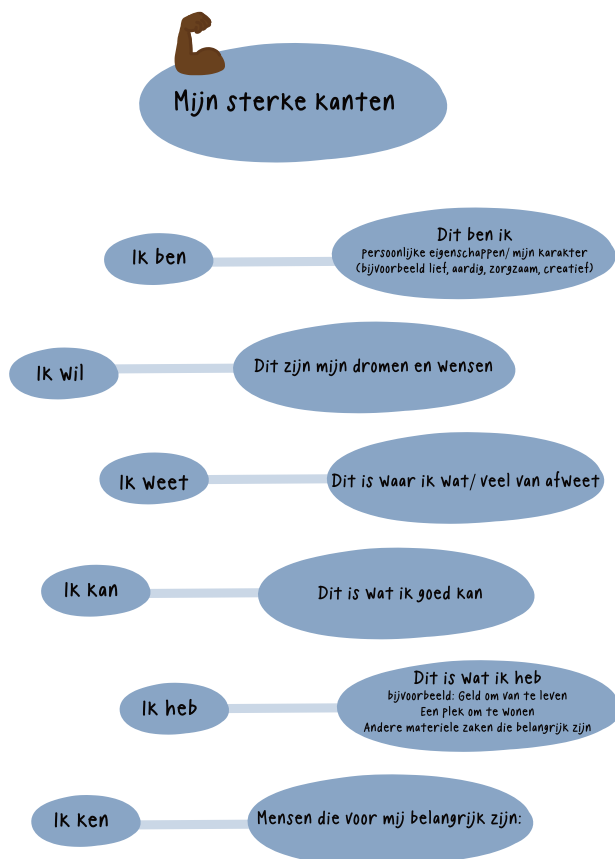 Mijn sterke kanten
Ik ben
Dit ben ik
persoonlijke eigenschappen/ mijn karakter
(bijvoorbeeld lief, aardig, zorgzaam, creatief)
Ik wil
Dit zijn mijn dromen en wensen
Ik weet
Dit is waar ik wat/ veel van afweet
Ik kan
Dit is wat ik goed kan
Ik heb
Dit is wat ik heb
bijvoorbeeld: Geld om van te leven
Een plek om te wonen
Andere materiele zaken die belangrijk zijn
Ik ken
Mensen die voor mij belangrijk zijn: